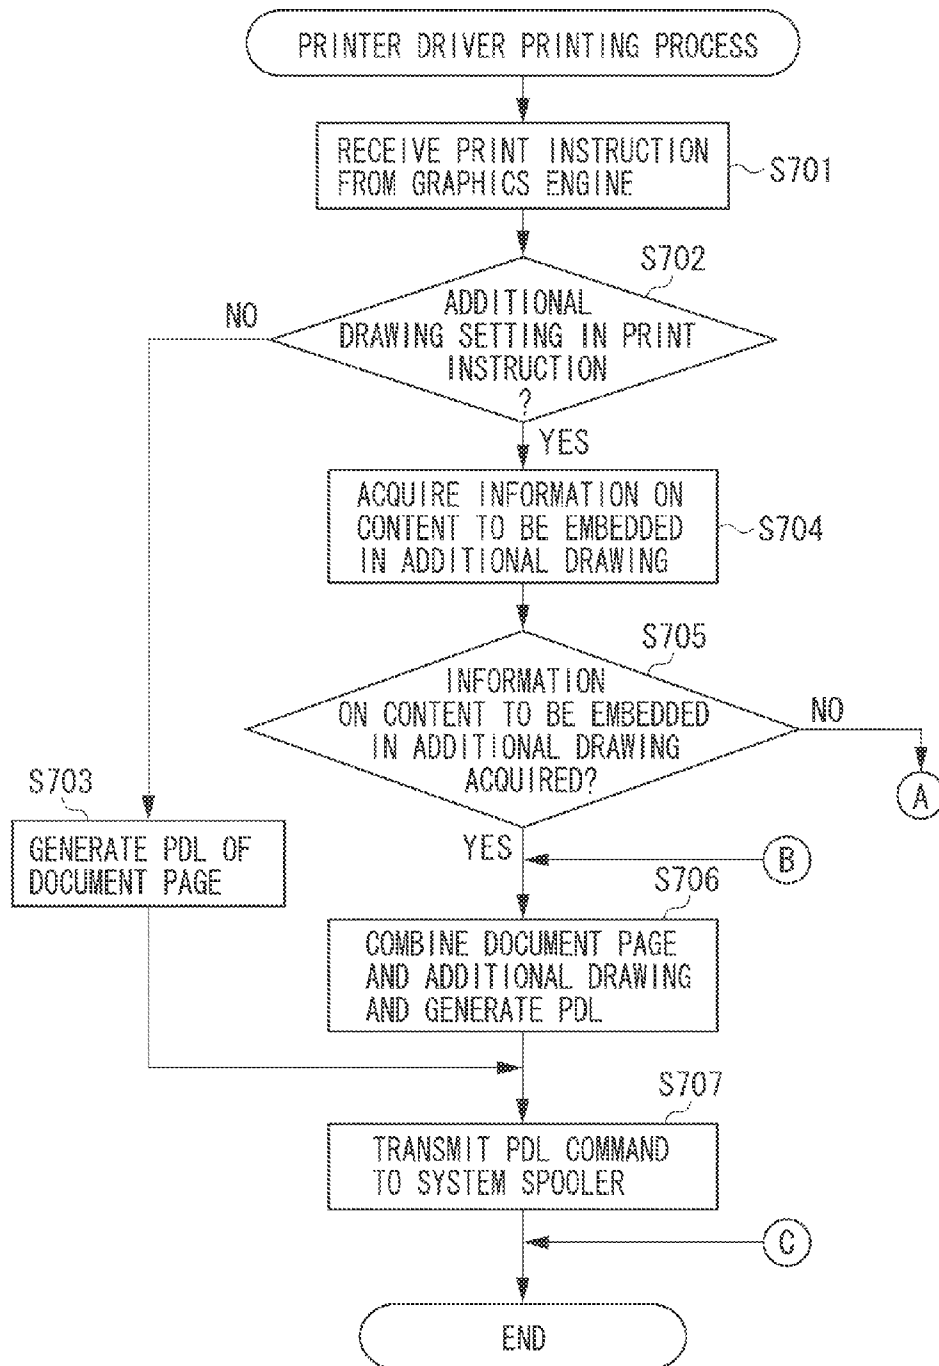 PRINTER DRIVER PRINTING PROCESS
RECEIVE PRINT INSTRUCTION
FROM GRAPHICS ENGINE
S701
S702
ADDITIONAL
DRAWING SETTING IN PRINT
INSTRUCTION
?
NO
YES
ACQUIRE INFORMATION ON
CONTENT TO BE EMBEDDED
IN ADDITIONAL DRAWING
S704
S705
INFORMATION
ON CONTENT TO BE EMBEDDED
IN ADDITIONAL DRAWING
ACQUIRED?
NO
A
S703
GENERATE PDL OF
DOCUMENT PAGE
YES
B
S706
COMBINE DOCUMENT PAGE
AND ADDITIONAL DRAWING
AND GENERATE PDL
S707
TRANSMIT PDL COMMAND
TO SYSTEM SPOOLER
C
END